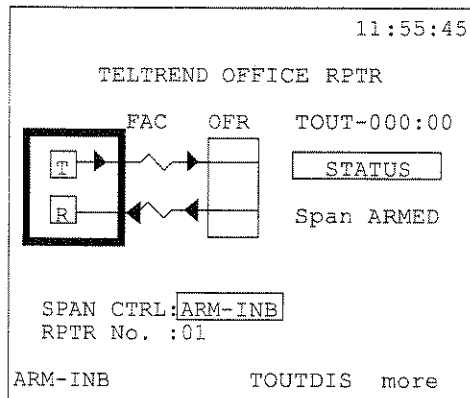 11:55:45
TELTREND OFFICE RPTR
FAC OFR TOUT-000:00
T STATUS
R Span ARMED
SPAN CTRL:ARM-INB
RPTR No. :01
ARM-INB TOUTDIS more